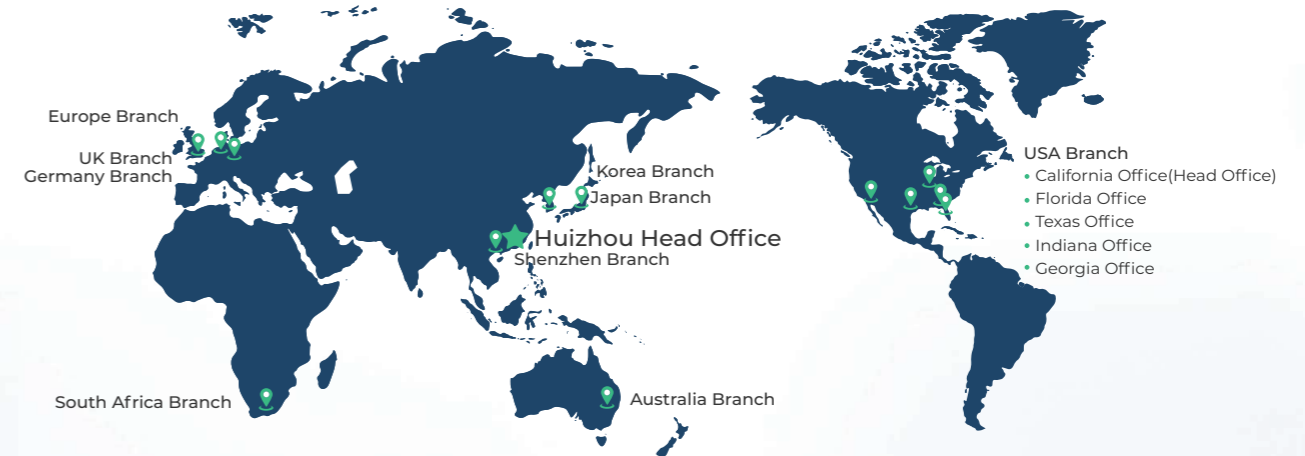 Europe Branch
UK Branch
Germany Branch
Korea Branch
Japan Branch
Huizhou Head Office
Shenzhen Branch
South Africa Branch
Australia Branch
USA Branch
• California Office(Head Office)
• Florida Office
• Texas Office
• Indiana Office
• Georgia Office